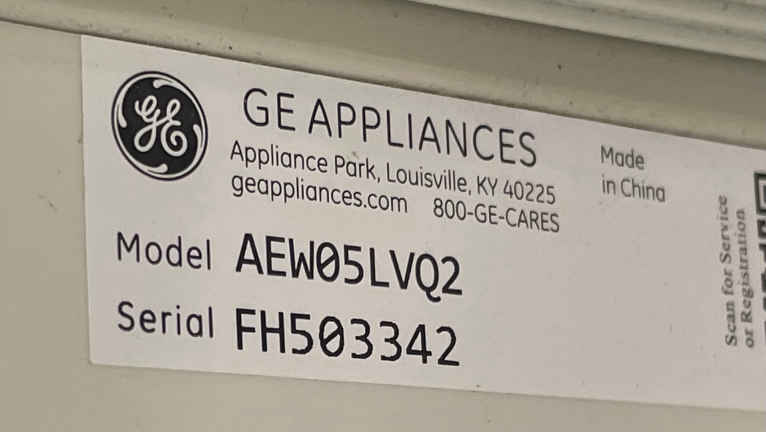 GE
GE APPLIANCES
Appliance Park, Louisville, KY 40225
geappliances.com 800-GE-CARES
Made
in China
Model AEW05LVQ2
Serial FH503342
Scan for Service
or Registration